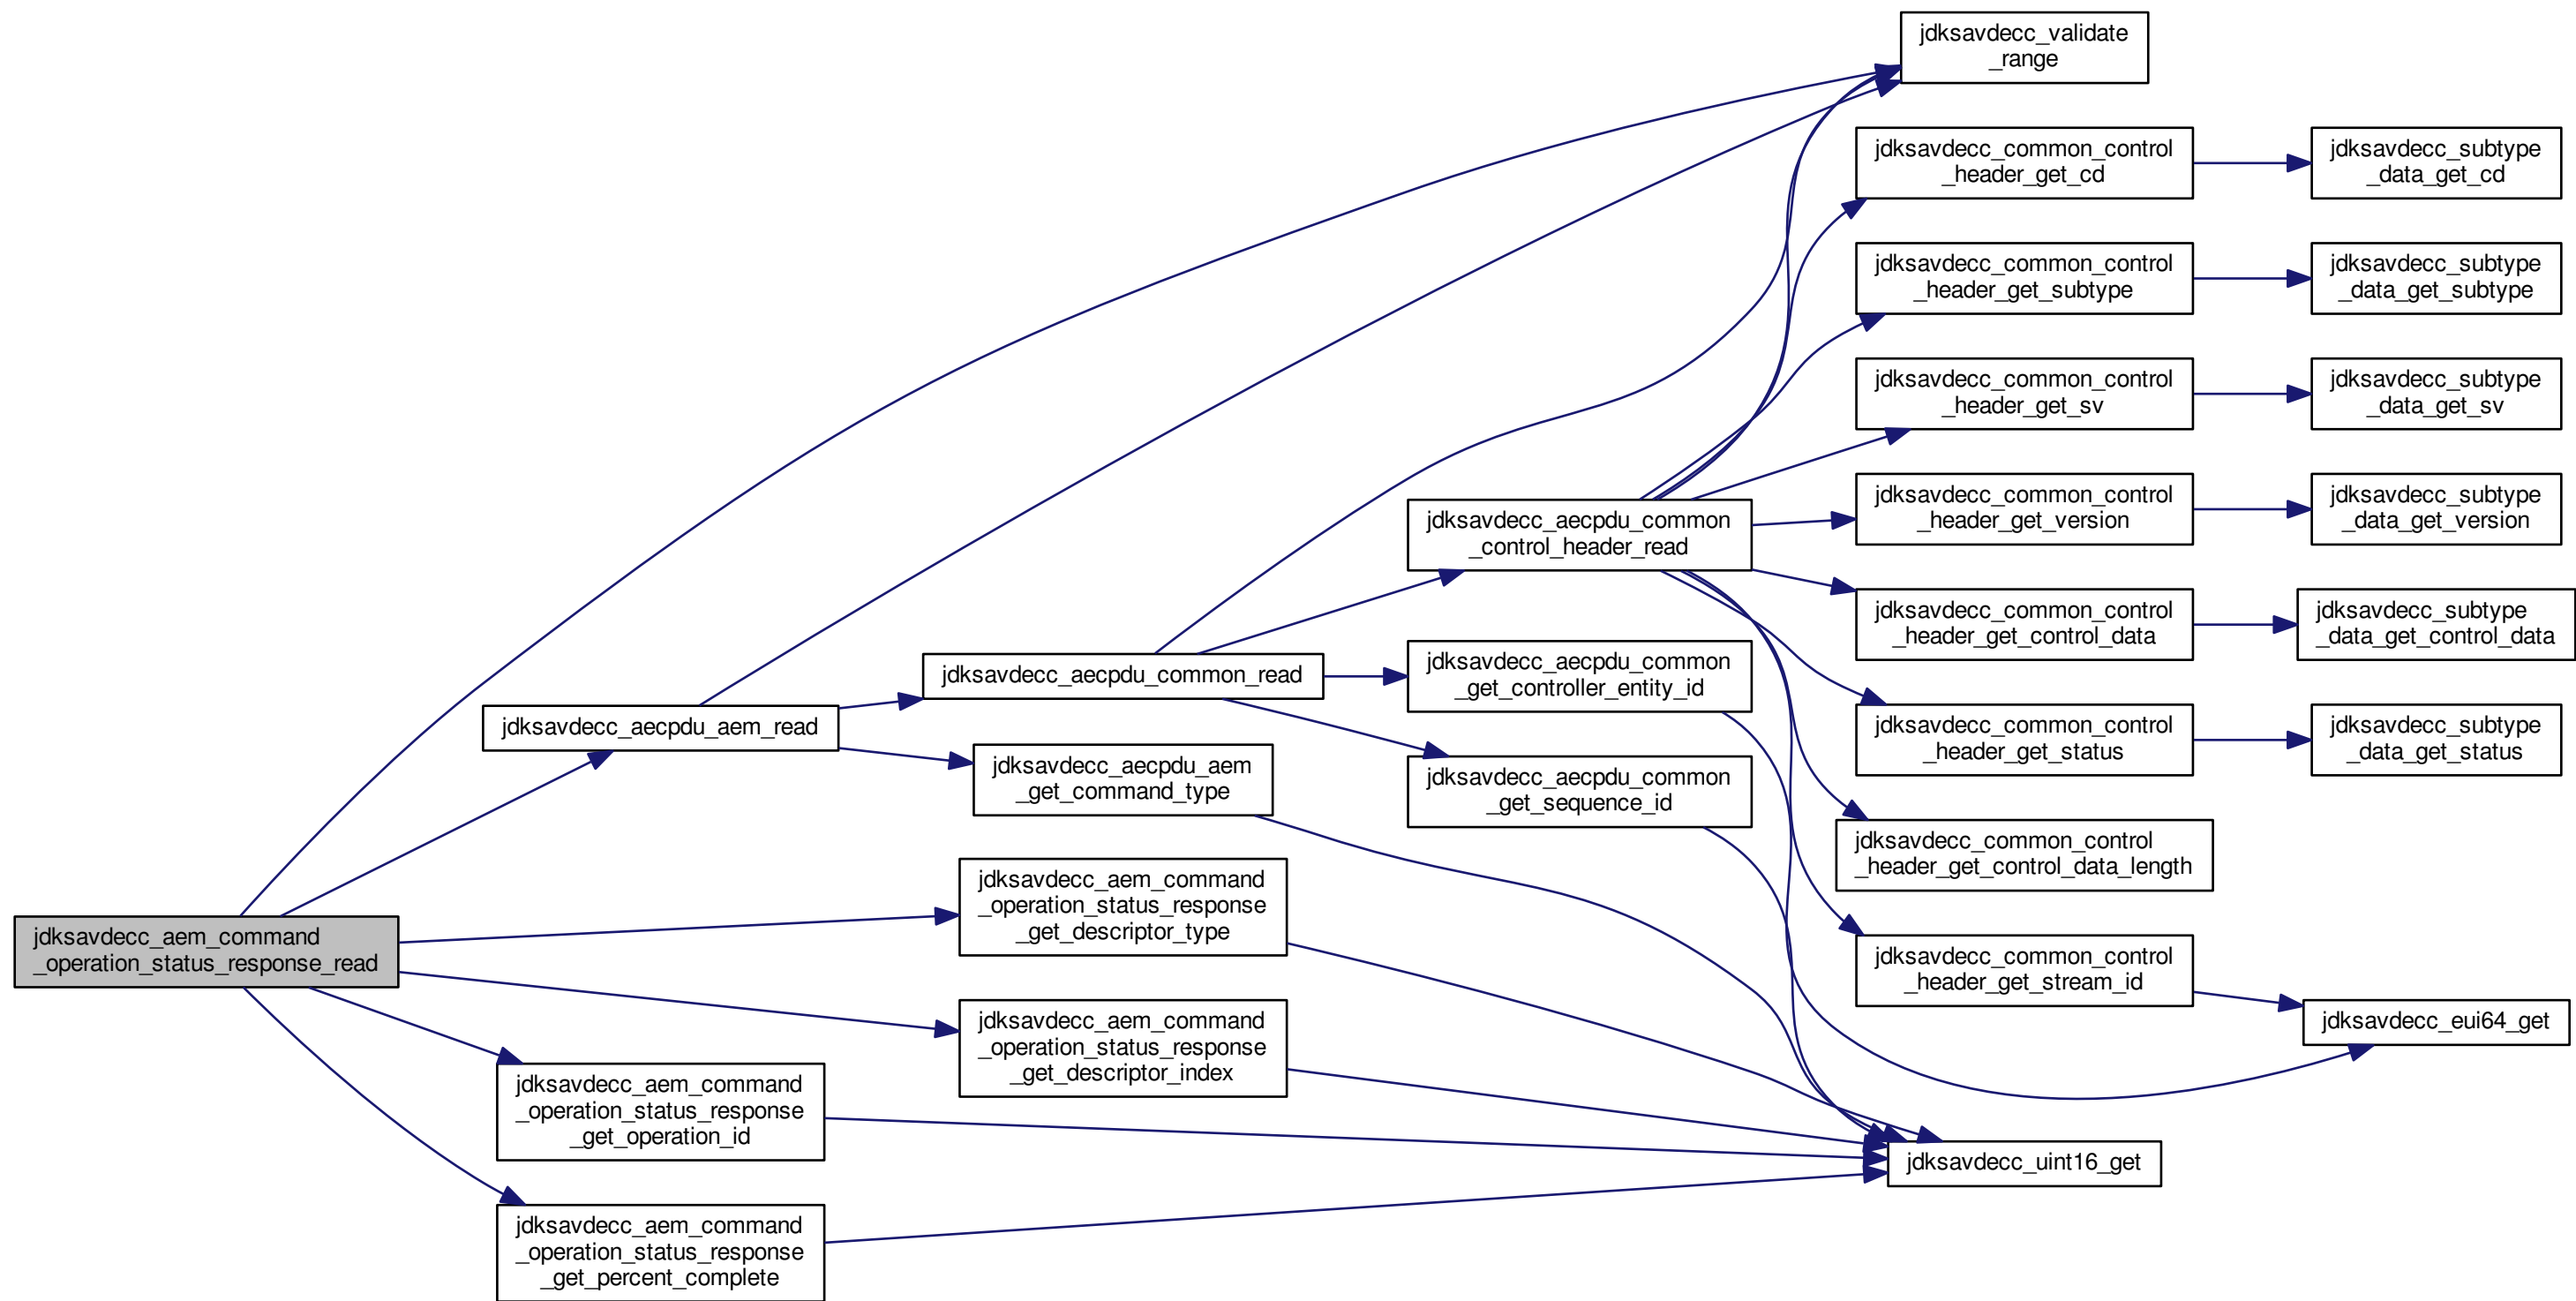 jdksavdecc_validate
_range
jdksavdecc_common_control
_header_get_cd
jdksavdecc_subtype
_data_get_cd
jdksavdecc_common_control
_header_get_subtype
jdksavdecc_subtype
_data_get_subtype
jdksavdecc_common_control
_header_get_sv
jdksavdecc_subtype
_data_get_sv
jdksavdecc_aecpdu_common
_control_header_read
jdksavdecc_common_control
_header_get_version
jdksavdecc_subtype
_data_get_version
jdksavdecc_common_control
_header_get_control_data
jdksavdecc_subtype
_data_get_control_data
jdksavdecc_aecpdu_common_read
jdksavdecc_aecpdu_common
_get_controller_entity_id
jdksavdecc_aecpdu_aem_read
jdksavdecc_common_control
_header_get_status
jdksavdecc_subtype
_data_get_status
jdksavdecc_aecpdu_aem
_get_command_type
jdksavdecc_aecpdu_common
_get_sequence_id
jdksavdecc_common_control
_header_get_control_data_length
jdksavdecc_aem_command
_operation_status_response
_get_descriptor_type
jdksavdecc_aem_command
_operation_status_response_read
jdksavdecc_common_control
_header_get_stream_id
jdksavdecc_eui64_get
jdksavdecc_aem_command
_operation_status_response
_get_descriptor_index
jdksavdecc_aem_command
_operation_status_response
_get_operation_id
jdksavdecc_uint16_get
jdksavdecc_aem_command
_operation_status_response
_get_percent_complete